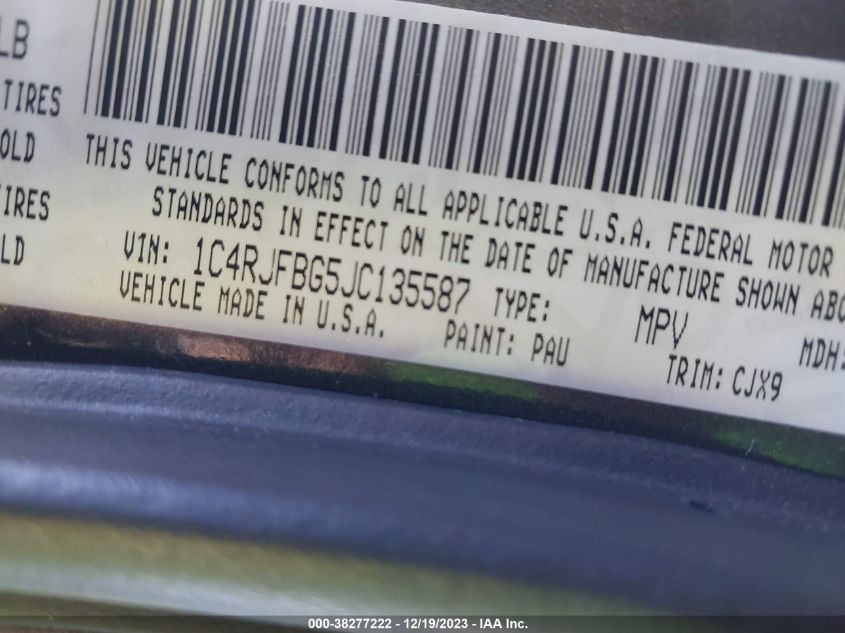 LB
TIRES
OLD
TIRES
LD
THIS VEHICLE CONFORMS TO ALL APPLICABLE U.S.A. FEDERAL MOTOR
STANDARDS IN EFFECT ON THE DATE OF MANUFACTURE SHOWN ABO
VIN: 1C4RJFBG5JC135587 TYPE: MPV MDH:
VEHICLE MADE IN U.S.A. PAINT: PAU TRIM: CJX9
000-38277222 - 12/19/2023 - IAA Inc.